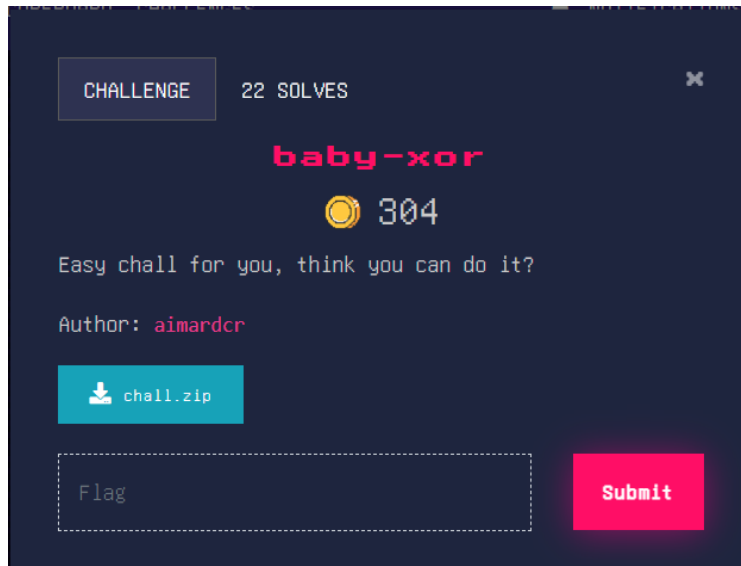 CHALLENGE
22 SOLVES
×
baby-xor
304
Easy chall for you, think you can do it?
Author: aimardcr
chall.zip
Flag
Submit